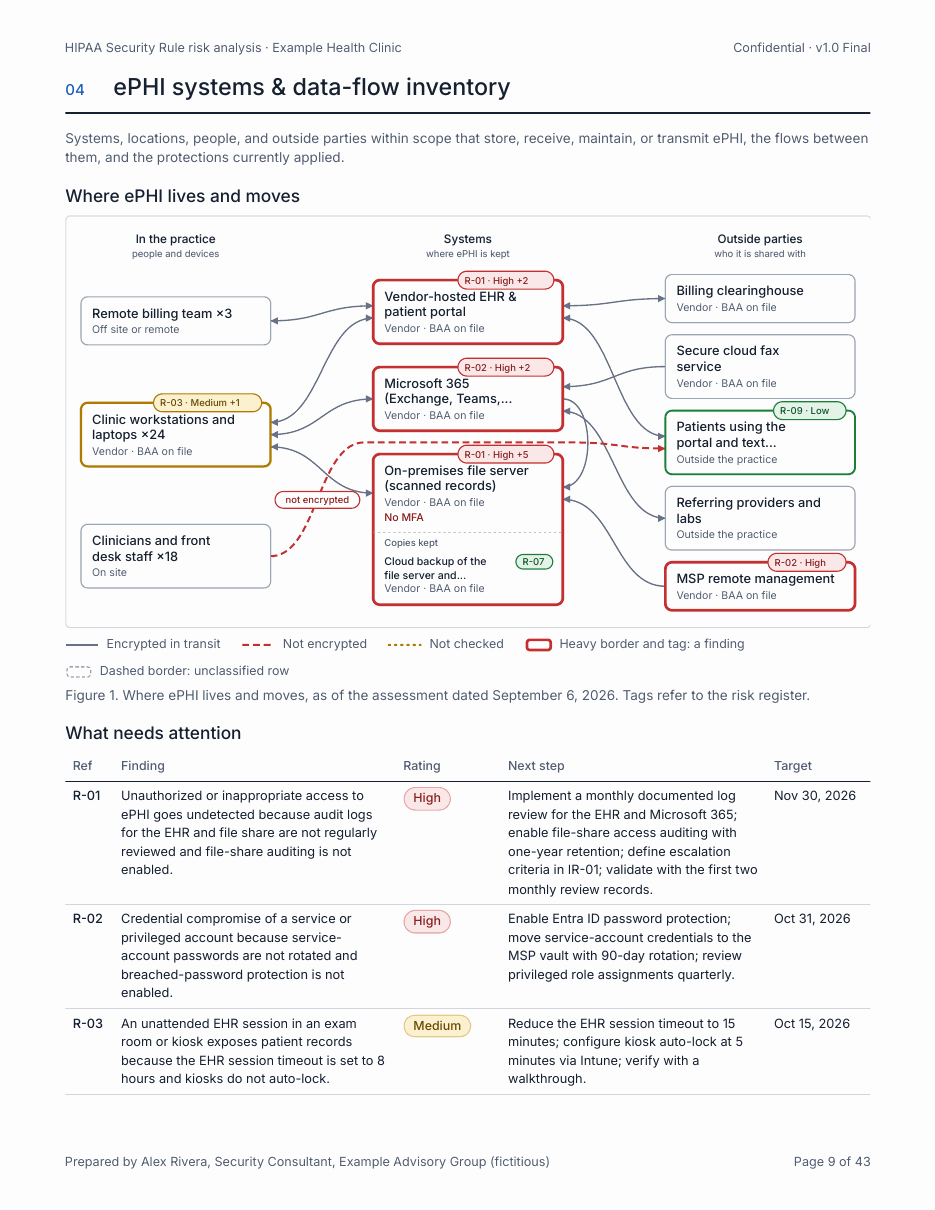 HIPAA Security Rule risk analysis · Example Health Clinic
Confidential · v1.0 Final
04 ePHI systems & data-flow inventory
Systems, locations, people, and outside parties within scope that store, receive, maintain, or transmit ePHI, the flows between
them, and the protections currently applied.
Where ePHI lives and moves
In the practice
people and devices
Remote billing team ×3
Off site or remote
R-03 · Medium +1
Clinic workstations and
laptops ×24
Vendor · BAA on file
not encrypted
Clinicians and front
desk staff ×18
On site
Systems
where ePHI is kept
R-01 · High +2
Vendor-hosted EHR &
patient portal
Vendor · BAA on file
R-02 · High +2
Microsoft 365
(Exchange, Teams,...
Vendor · BAA on file
R-01 · High +5
On-premises file server
(scanned records)
Vendor · BAA on file
No MFA
Copies kept
Cloud backup of the
file server and...
R-07
Vendor · BAA on file
Outside parties
who it is shared with
Billing clearinghouse
Vendor · BAA on file
Secure cloud fax
service
Vendor · BAA on file
R-09 · Low
Patients using the
portal and text...
Outside the practice
Referring providers and
labs
Outside the practice
R-02 · High
MSP remote management
Vendor · BAA on file
Encrypted in transit
Not encrypted
Not checked
Heavy border and tag: a finding
Dashed border: unclassified row
Figure 1. Where ePHI lives and moves, as of the assessment dated September 6, 2026. Tags refer to the risk register.
What needs attention
Ref Finding Rating Next step Target
R-01
Unauthorized or inappropriate access to
ePHI goes undetected because audit logs
for the EHR and file share are not regularly
reviewed and file-share auditing is not
enabled.
High
Implement a monthly documented log
review for the EHR and Microsoft 365;
enable file-share access auditing with
one-year retention; define escalation
criteria in IR-01; validate with the first two
monthly review records.
Nov 30, 2026
R-02
Credential compromise of a service or
privileged account because service-
account passwords are not rotated and
breached-password protection is not
enabled.
High
Enable Entra ID password protection;
move service-account credentials to the
MSP vault with 90-day rotation; review
privileged role assignments quarterly.
Oct 31, 2026
R-03
An unattended EHR session in an exam
room or kiosk exposes patient records
because the EHR session timeout is set to 8
hours and kiosks do not auto-lock.
Medium
Reduce the EHR session timeout to 15
minutes; configure kiosk auto-lock at 5
minutes via Intune; verify with a
walkthrough.
Oct 15, 2026
Prepared by Alex Rivera, Security Consultant, Example Advisory Group (fictitious)
Page 9 of 43